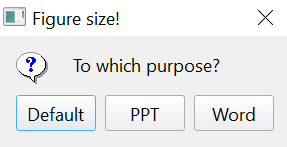 Figure size!
To which purpose?
Default PPT Word